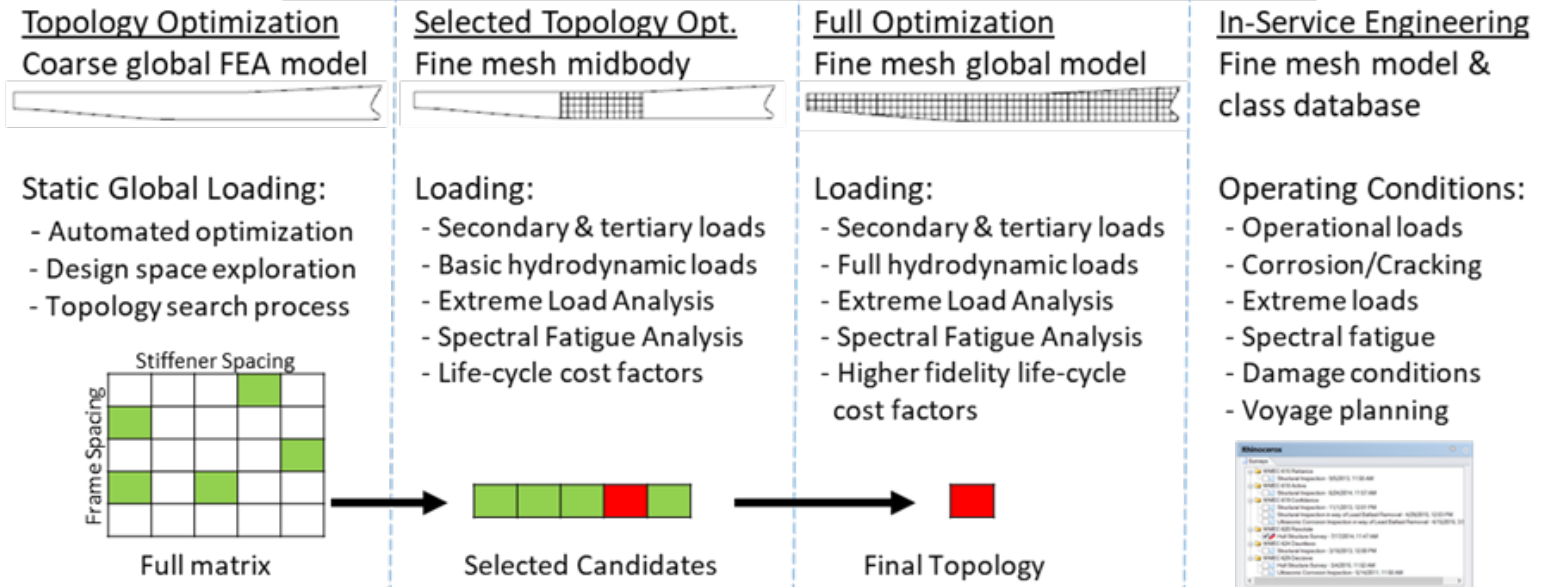 Topology Optimization
Coarse global FEA model
Static Global Loading:
- Automated optimization
- Design space exploration
- Topology search process
Stiffener Spacing
Frame Spacing
Full matrix
Selected Topology Opt.
Fine mesh midbody
Loading:
- Secondary & tertiary loads
- Basic hydrodynamic loads
- Extreme Load Analysis
- Spectral Fatigue Analysis
- Life-cycle cost factors
Selected Candidates
Full Optimization
Fine mesh global model
Loading:
- Secondary & tertiary loads
- Full hydrodynamic loads
- Extreme Load Analysis
- Spectral Fatigue Analysis
- Higher fidelity life-cycle
cost factors
Final Topology
In-Service Engineering
Fine mesh model &
class database
Operating Conditions:
- Operational loads
- Corrosion/Cracking
- Extreme loads
- Spectral fatigue
- Damage conditions
- Voyage planning
Rhinoceros
Surveys